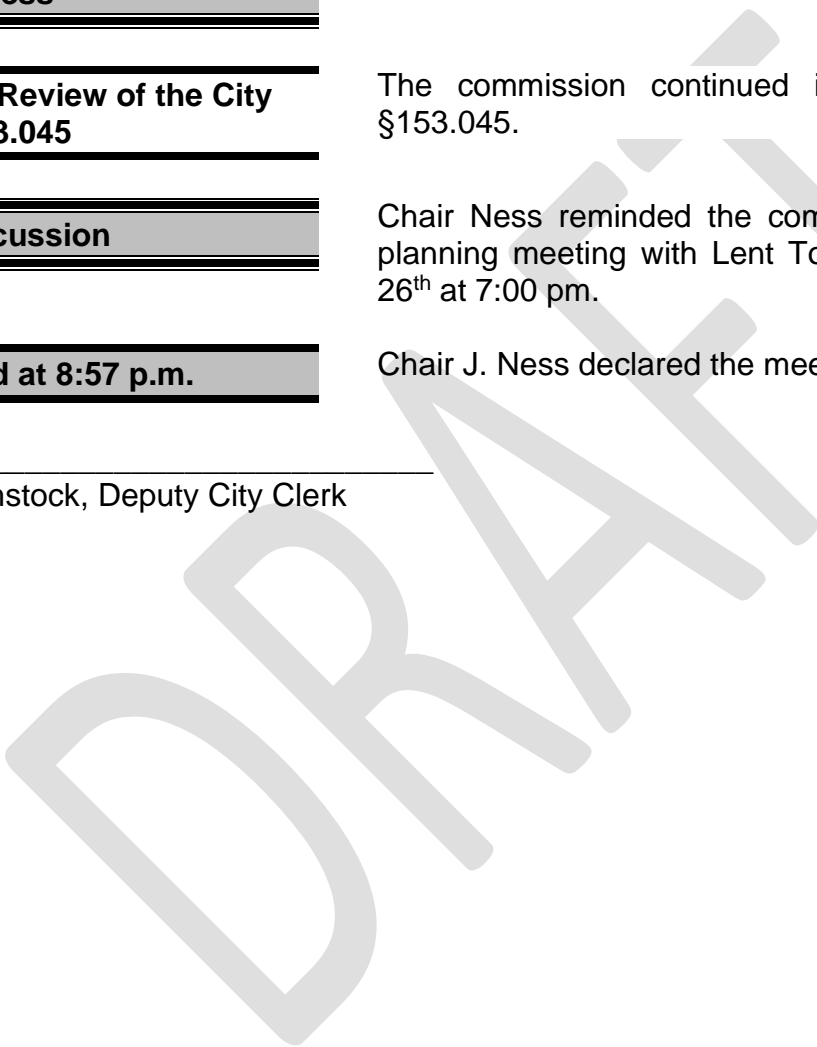 Review of the City
3.045
The commission continued
§153.045.
cussion
Chair Ness reminded the com
planning meeting with Lent To
26th at 7:00 pm.
d at 8:57 p.m.
Chair J. Ness declared the mee
nstock, Deputy City Clerk
DRAFT